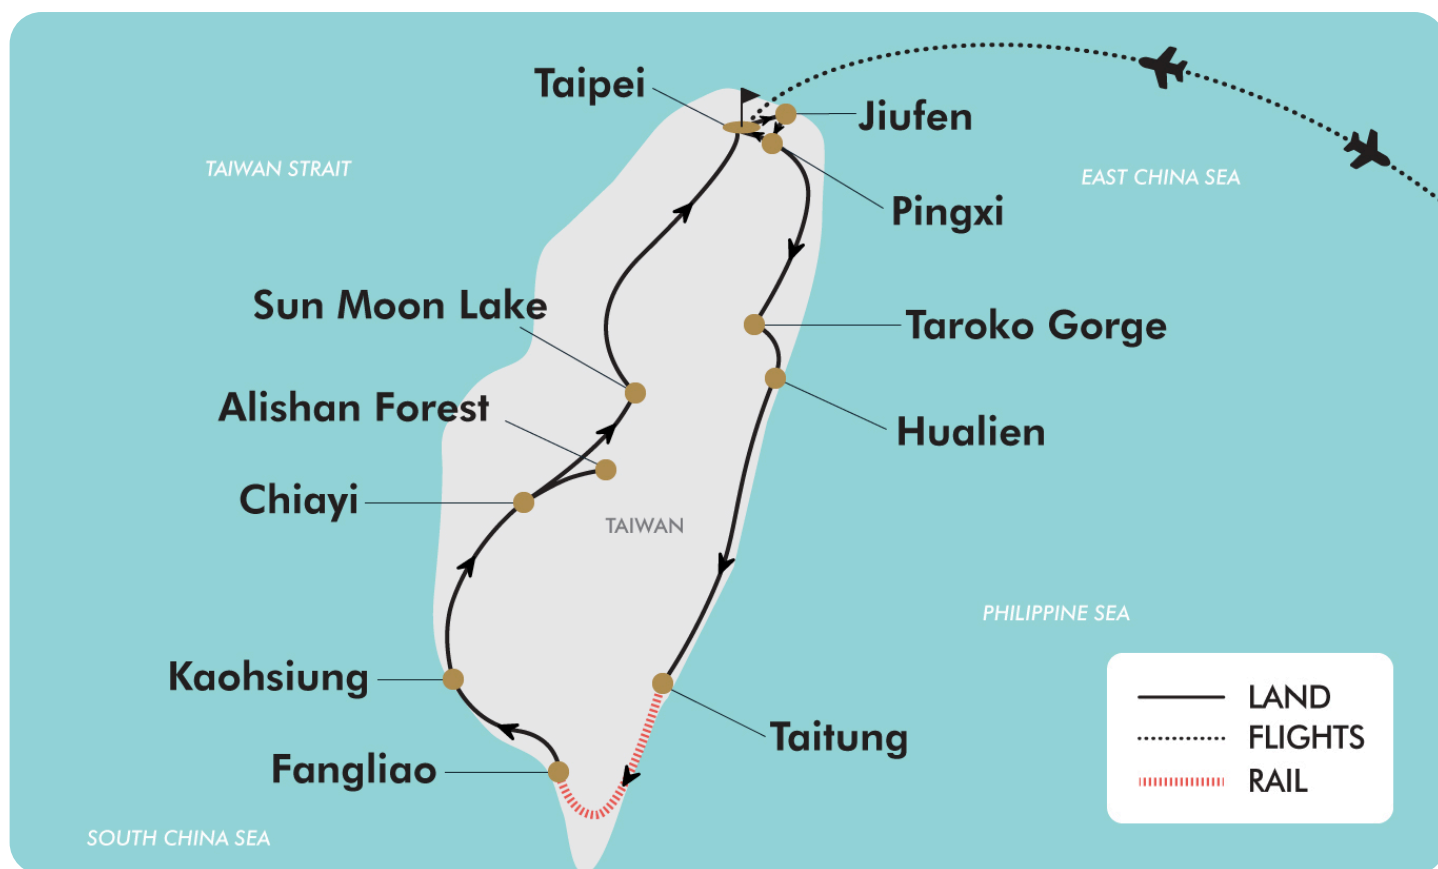 Taipei
Jiufen
TAIWAN STRAIT
EAST CHINA SEA
Pingxi
Sun Moon Lake
Taroko Gorge
Alishan Forest
Hualien
Chiayi
TAIWAN
PHILIPPINE SEA
Kaohsiung
LAND
Taitung
FLIGHTS
Fangliao
RAIL
SOUTH CHINA SEA